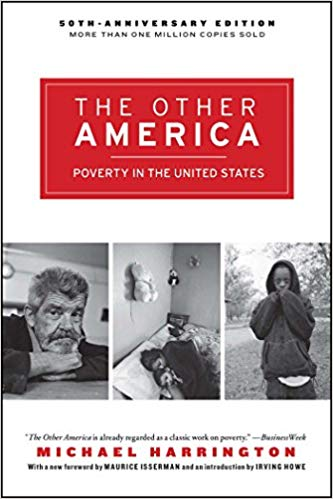 50TH-ANNIVERSARY EDITION
MORE THAN ONE MILLION COPIES SOLD
THE OTHER
AMERICA
POVERTY IN THE UNITED STATES
"The Other America is already regarded as a classic work on poverty." —BusinessWeek
MICHAEL HARRINGTON
With a new foreword by MAURICE ISSERMAN and an introduction by IRVING HOWE